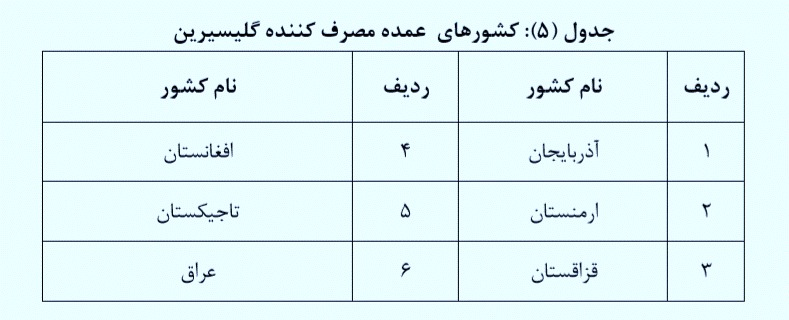 جدول (۵): کشورهای عمده مصرف کننده گلیسیرین
ردیف نام کشور ردیف نام کشور
۱ آذربایجان ۴ افغانستان
۲ ارمنستان ۵ تاجیکستان
۳ قزاقستان ۶ عراق